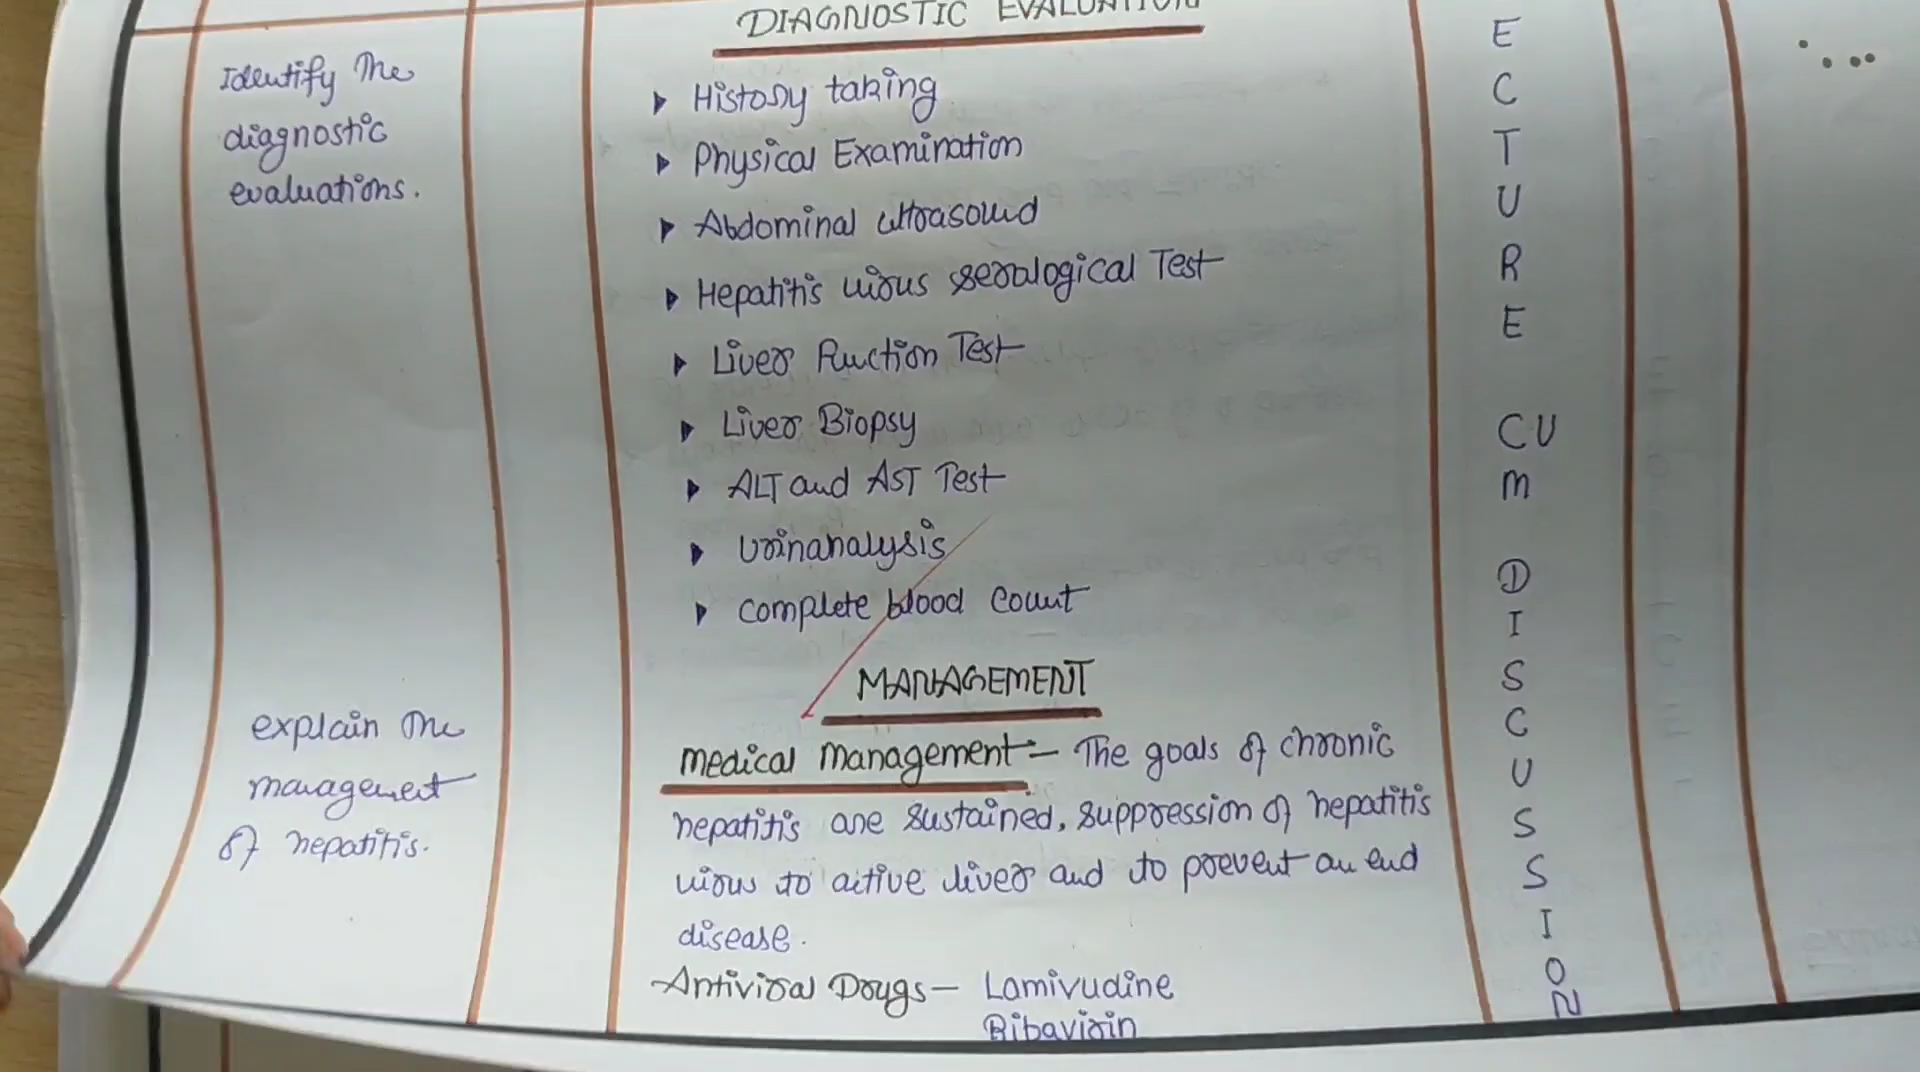 Identify the
diagnostic
evaluations.
explain the
management
of hepatitis.
DIAGNOSTIC EVALUATION
History taking
Physical Examination
Abdominal ultrasound
Hepatitis virus serological Test
Liver Function Test
Liver Biopsy
ALT and AST Test
Urinanalysis
complete blood count
MANAGEMENT
Medical Management:- The goals of chronic
hepatitis are sustained, suppression of hepatitis
virus to active liver and to prevent an end
disease.
Antiviral Drugs- Lamivudine
Ribavirin
E
C
T
U
R
E
CU
M
D
I
S
C
U
S
S
I
O
N